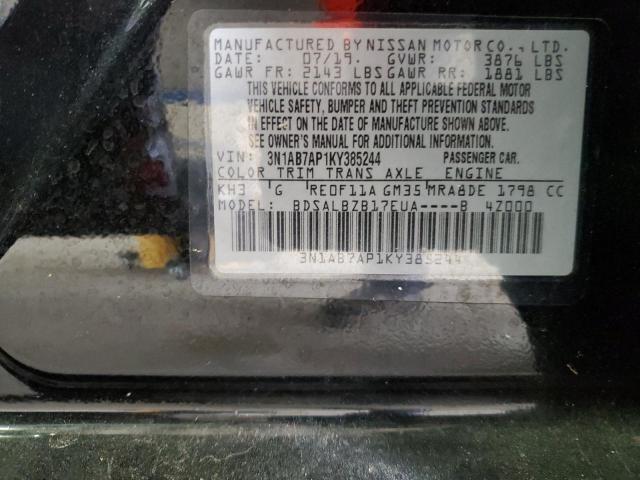 MANUFACTURED BY NISSAN MOTOR CO., LTD.
DATE: 07/19. GVWR: 3876 LBS
GAWR FR: 2143 LBS GAWR RR: 1881 LBS
THIS VEHICLE CONFORMS TO ALL APPLICABLE FEDERAL MOTOR
VEHICLE SAFETY, BUMPER AND THEFT PREVENTION STANDARDS
IN EFFECT ON THE DATE OF MANUFACTURE SHOWN ABOVE.
SEE OWNER'S MANUAL FOR ADDITIONAL INFORMATION.
VIN: 3N1AB7AP1KY385244 PASSENGER CAR.
COLOR TRIM TRANS AXLE ENGINE
KH3 G RE0F11A GM35 MRA8DE 1798 CC
MODEL: BDSALBZB17EUA----B 4Z000
3N1AB7AP1KY385244